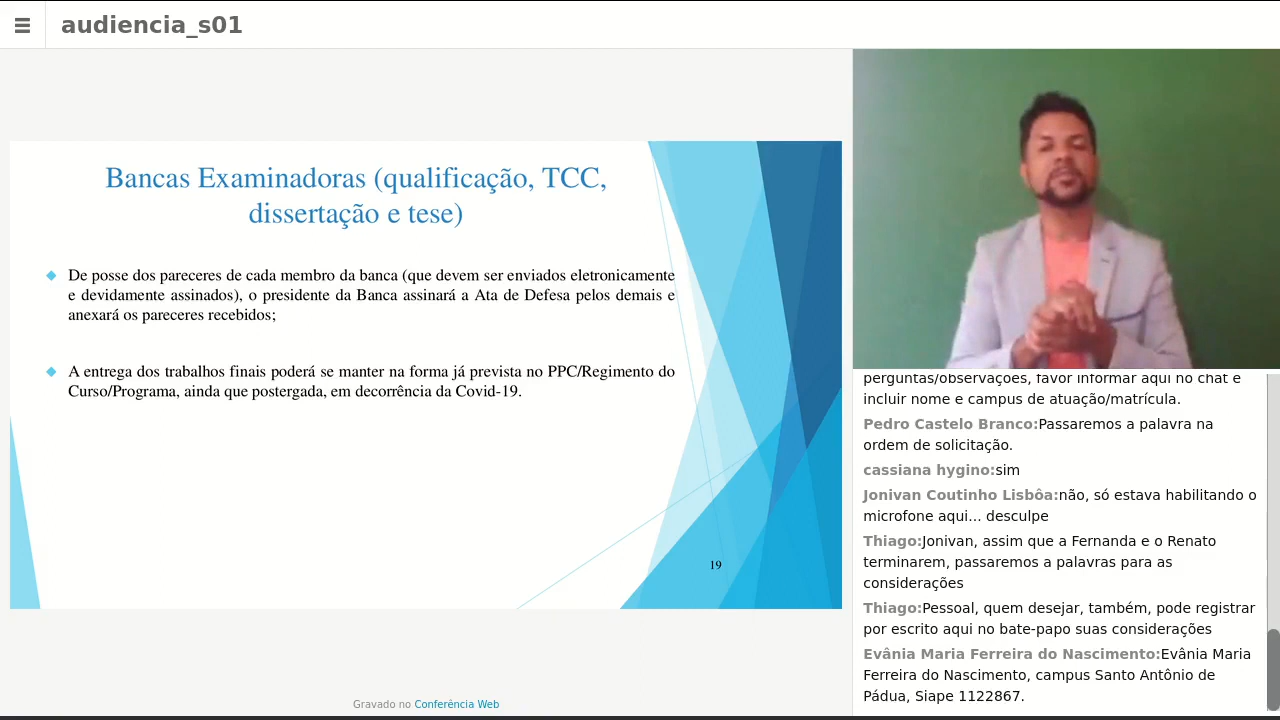 audiencia_s01
Bancas Examinadoras (qualificação, TCC,
dissertação e tese)
De posse dos pareceres de cada membro da banca (que devem ser enviados eletronicamente
e devidamente assinados), o presidente da Banca assinará a Ata de Defesa pelos demais e
anexará os pareceres recebidos;
A entrega dos trabalhos finais poderá se manter na forma já prevista no PPC/Regimento do
Curso/Programa, ainda que postergada, em decorrência da Covid-19.
19
Gravado no Conferência Web
perguntas/observações, favor informar aqui no chat e
incluir nome e campus de atuação/matrícula.
Pedro Castelo Branco:Passaremos a palavra na
ordem de solicitação.
cassiana hygino:sim
Jonivan Coutinho Lisbôa:não, só estava habilitando o
microfone aqui... desculpe
Thiago:Jonivan, assim que a Fernanda e o Renato
terminarem, passaremos a palavras para as
considerações
Thiago:Pessoal, quem desejar, também, pode registrar
por escrito aqui no bate-papo suas considerações
Evânia Maria Ferreira do Nascimento:Evânia Maria
Ferreira do Nascimento, campus Santo Antônio de
Pádua, Siape 1122867.